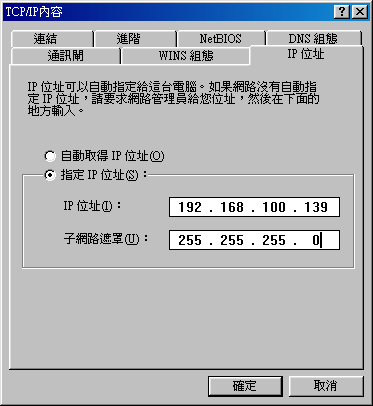 TCP/IP內容
連結 進階 NetBIOS DNS 組態
通訊閘 WINS 組態 IP 位址
IP 位址可以自動指定給這台電腦。如果網路沒有自動指
定 IP 位址，請要求網路管理員給您位址，然後在下面的
地方輸入。
自動取得 IP 位址(O)
指定 IP 位址(S)：
IP 位址(I)： 192 . 168 . 100 . 139
子網路遮罩(U)： 255 . 255 . 255 . 0
確定 取消